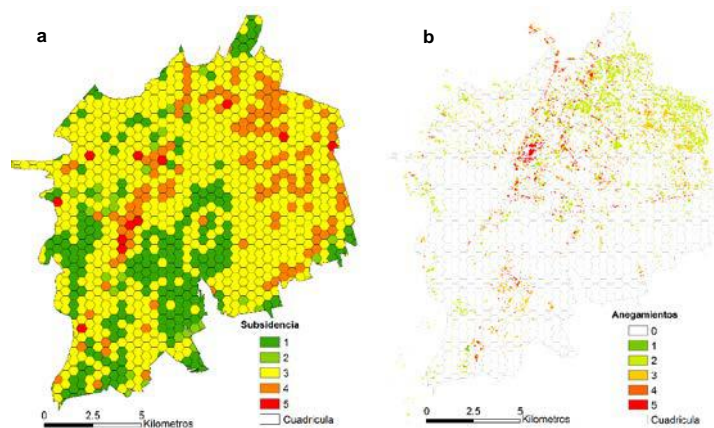 a
b
Subsidencia
1
2
3
4
5
Cuadrícula
0 2.5 5
Kilometros
Anegamientos
0
1
2
3
4
5
Cuadrícula
0 2.5 5
Kilometros